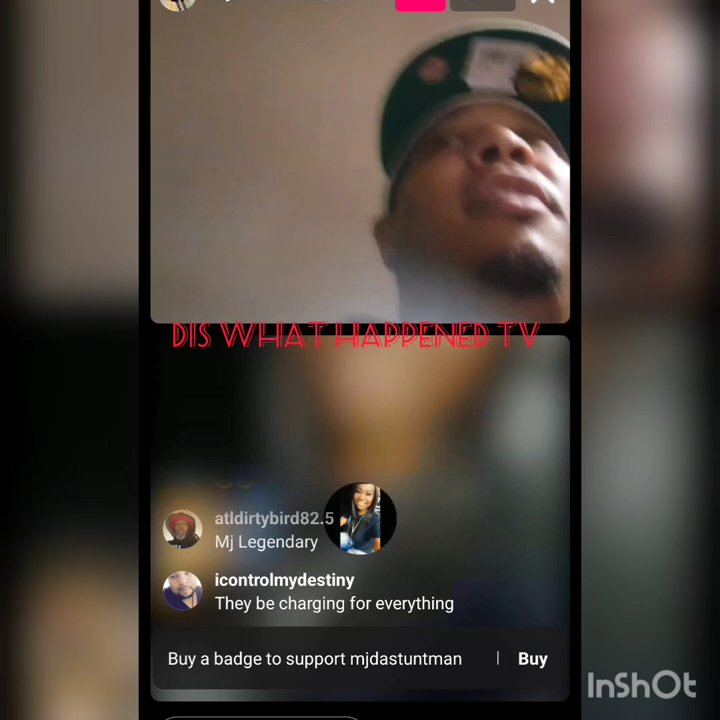 DIS WHAT HAPPENED TV
atldirtybird82.5
Mj Legendary
icontrolmydestiny
They be charging for everything
Buy a badge to support mjdastuntman | Buy
InShOt